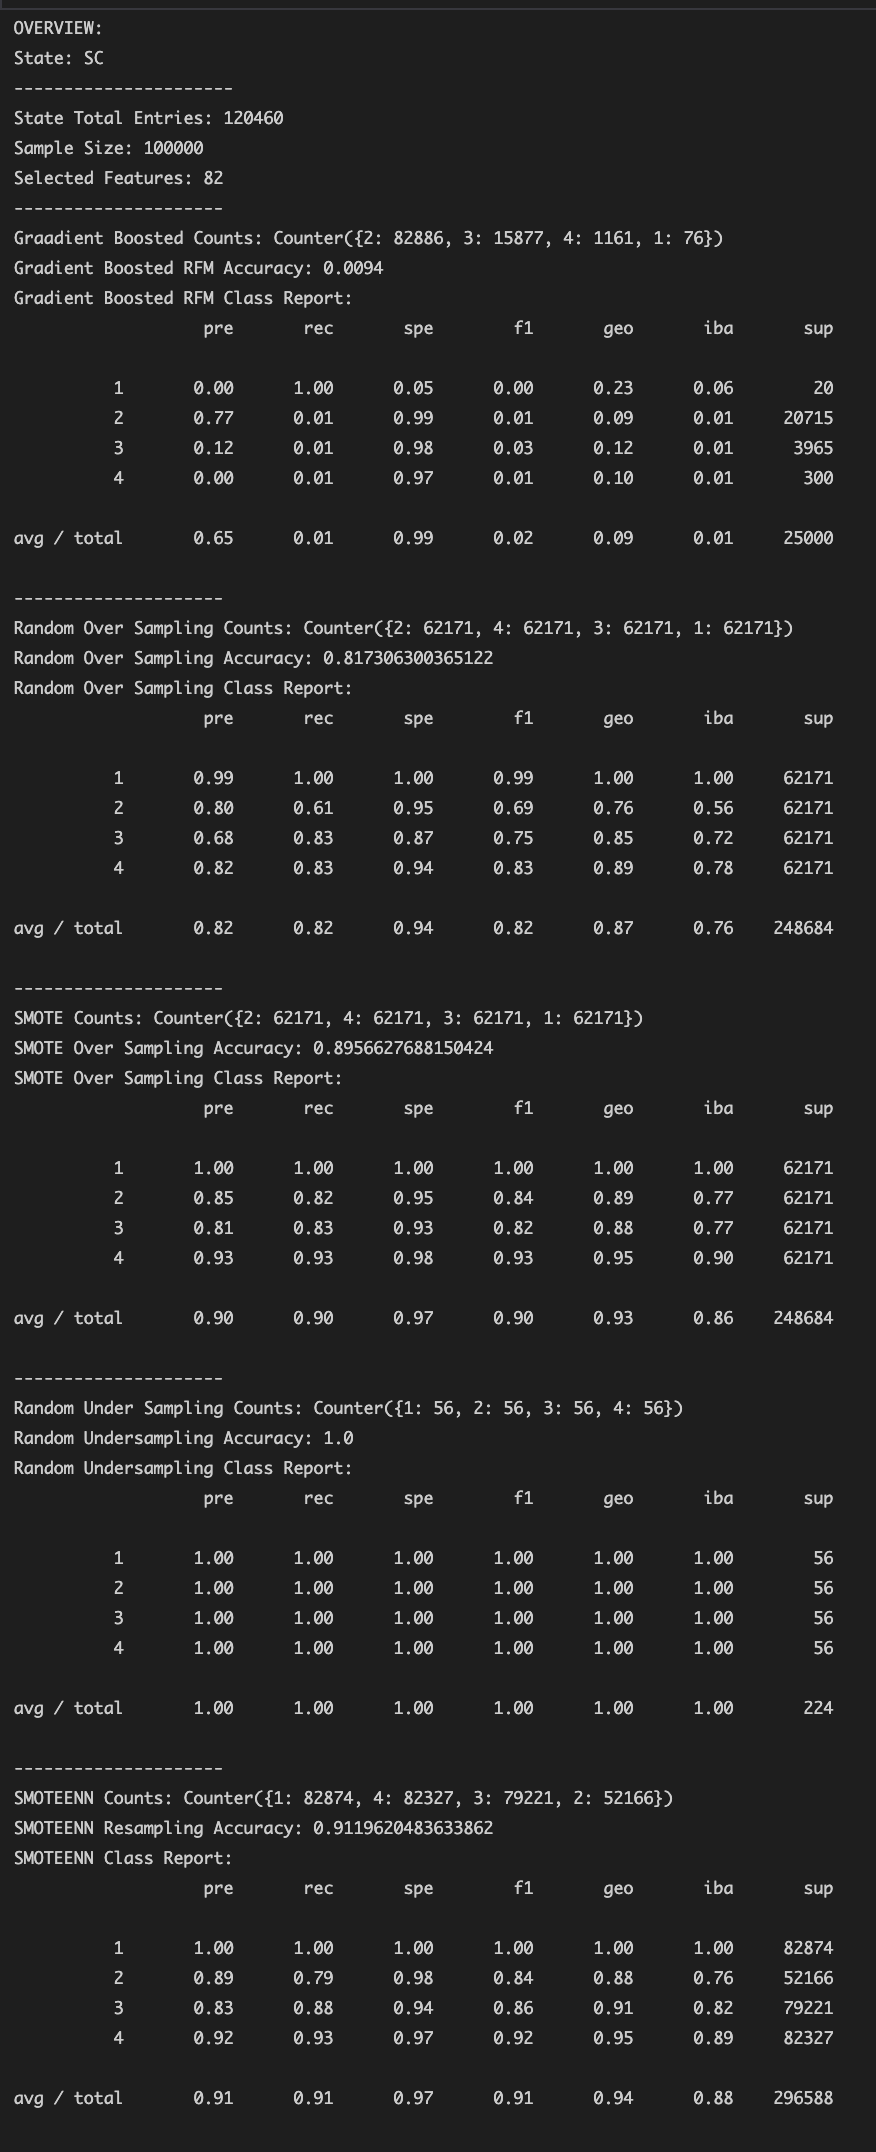 OVERVIEW:
State: SC
----------------------
State Total Entries: 120460
Sample Size: 100000
Selected Features: 82
---------------------
Graadient Boosted Counts: Counter({2: 82886, 3: 15877, 4: 1161, 1: 76})
Gradient Boosted RFM Accuracy: 0.0094
Gradient Boosted RFM Class Report:
pre rec spe f1 geo iba sup
1 0.00 1.00 0.05 0.00 0.23 0.06 20
2 0.77 0.01 0.99 0.01 0.09 0.01 20715
3 0.12 0.01 0.98 0.03 0.12 0.01 3965
4 0.00 0.01 0.97 0.01 0.10 0.01 300
avg / total 0.65 0.01 0.99 0.02 0.09 0.01 25000
---------------------
Random Over Sampling Counts: Counter({2: 62171, 4: 62171, 3: 62171, 1: 62171})
Random Over Sampling Accuracy: 0.817306300365122
Random Over Sampling Class Report:
pre rec spe f1 geo iba sup
1 0.99 1.00 1.00 0.99 1.00 1.00 62171
2 0.80 0.61 0.95 0.69 0.76 0.56 62171
3 0.68 0.83 0.87 0.75 0.85 0.72 62171
4 0.82 0.83 0.94 0.83 0.89 0.78 62171
avg / total 0.82 0.82 0.94 0.82 0.87 0.76 248684
---------------------
SMOTE Counts: Counter({2: 62171, 4: 62171, 3: 62171, 1: 62171})
SMOTE Over Sampling Accuracy: 0.8956627688150424
SMOTE Over Sampling Class Report:
pre rec spe f1 geo iba sup
1 1.00 1.00 1.00 1.00 1.00 1.00 62171
2 0.85 0.82 0.95 0.84 0.89 0.77 62171
3 0.81 0.83 0.93 0.82 0.88 0.77 62171
4 0.93 0.93 0.98 0.93 0.95 0.90 62171
avg / total 0.90 0.90 0.97 0.90 0.93 0.86 248684
---------------------
Random Under Sampling Counts: Counter({1: 56, 2: 56, 3: 56, 4: 56})
Random Undersampling Accuracy: 1.0
Random Undersampling Class Report:
pre rec spe f1 geo iba sup
1 1.00 1.00 1.00 1.00 1.00 1.00 56
2 1.00 1.00 1.00 1.00 1.00 1.00 56
3 1.00 1.00 1.00 1.00 1.00 1.00 56
4 1.00 1.00 1.00 1.00 1.00 1.00 56
avg / total 1.00 1.00 1.00 1.00 1.00 1.00 224
---------------------
SMOTEENN Counts: Counter({1: 82874, 4: 82327, 3: 79221, 2: 52166})
SMOTEENN Resampling Accuracy: 0.9119620483633862
SMOTEENN Class Report:
pre rec spe f1 geo iba sup
1 1.00 1.00 1.00 1.00 1.00 1.00 82874
2 0.89 0.79 0.98 0.84 0.88 0.76 52166
3 0.83 0.88 0.94 0.86 0.91 0.82 79221
4 0.92 0.93 0.97 0.92 0.95 0.89 82327
avg / total 0.91 0.91 0.97 0.91 0.94 0.88 296588